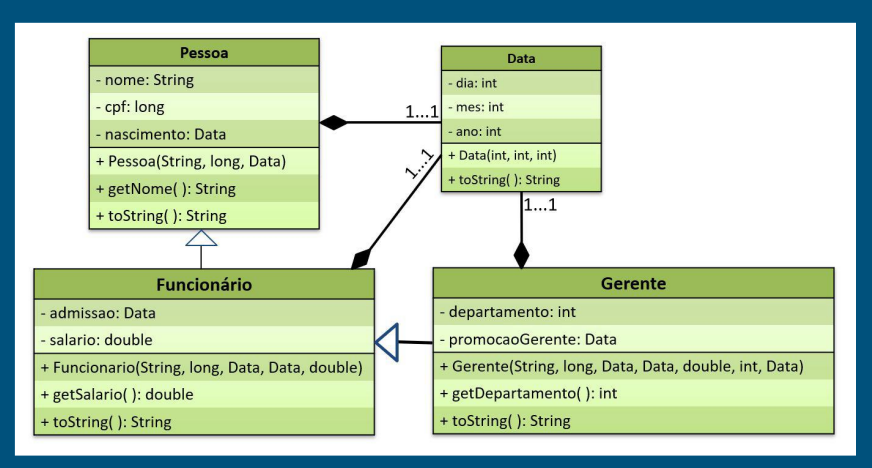 Pessoa
- nome: String
- cpf: long
- nascimento: Data
+ Pessoa(String, long, Data)
+ getNome( ): String
+ toString( ): String
1...1
Data
- dia: int
- mes: int
- ano: int
+ Data(int, int, int)
+ toString( ): String
1...1
1...1
Funcionário
- admissao: Data
- salario: double
+ Funcionario(String, long, Data, Data, double)
+ getSalario( ): double
+ toString( ): String
Gerente
- departamento: int
- promocaoGerente: Data
+ Gerente(String, long, Data, Data, double, int, Data)
+ getDepartamento( ): int
+ toString( ): String